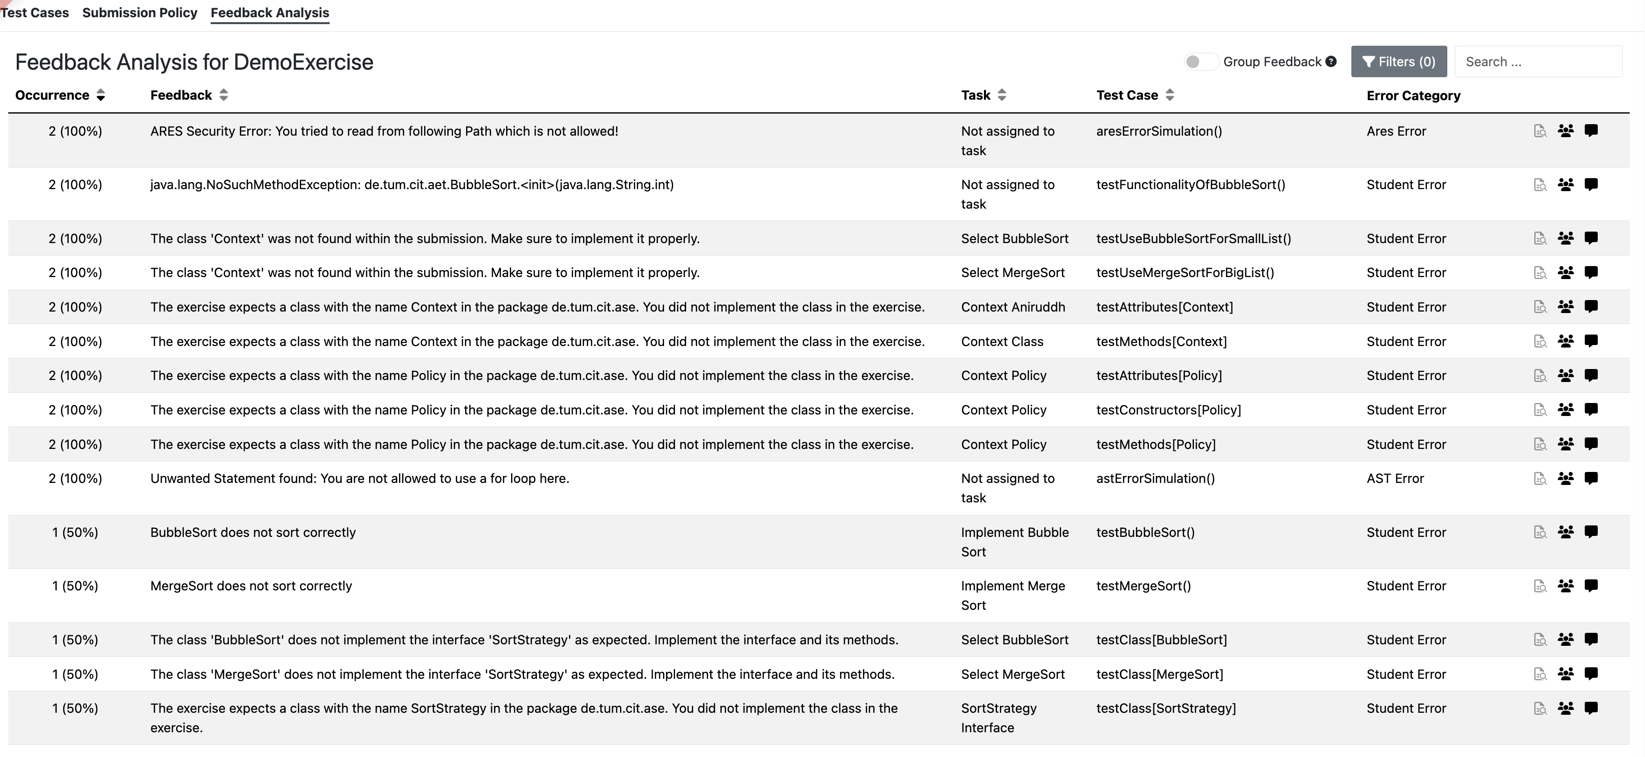 Test Cases Submission Policy Feedback Analysis
Feedback Analysis for DemoExercise
Group Feedback ? Filters (0) Search ...
Occurrence Feedback Task Test Case Error Category
2 (100%) ARES Security Error: You tried to read from following Path which is not allowed! Not assigned to task aresErrorSimulation() Ares Error
2 (100%) java.lang.NoSuchMethodException: de.tum.cit.aet.BubbleSort.<init>(java.lang.String.int) Not assigned to task testFunctionalityOfBubbleSort() Student Error
2 (100%) The class 'Context' was not found within the submission. Make sure to implement it properly. Select BubbleSort testUseBubbleSortForSmallList() Student Error
2 (100%) The class 'Context' was not found within the submission. Make sure to implement it properly. Select MergeSort testUseMergeSortForBigList() Student Error
2 (100%) The exercise expects a class with the name Context in the package de.tum.cit.ase. You did not implement the class in the exercise. Context Aniruddh testAttributes[Context] Student Error
2 (100%) The exercise expects a class with the name Context in the package de.tum.cit.ase. You did not implement the class in the exercise. Context Class testMethods[Context] Student Error
2 (100%) The exercise expects a class with the name Policy in the package de.tum.cit.ase. You did not implement the class in the exercise. Context Policy testAttributes[Policy] Student Error
2 (100%) The exercise expects a class with the name Policy in the package de.tum.cit.ase. You did not implement the class in the exercise. Context Policy testConstructors[Policy] Student Error
2 (100%) The exercise expects a class with the name Policy in the package de.tum.cit.ase. You did not implement the class in the exercise. Context Policy testMethods[Policy] Student Error
2 (100%) Unwanted Statement found: You are not allowed to use a for loop here. Not assigned to task astErrorSimulation() AST Error
1 (50%) BubbleSort does not sort correctly Implement Bubble Sort testBubbleSort() Student Error
1 (50%) MergeSort does not sort correctly Implement Merge Sort testMergeSort() Student Error
1 (50%) The class 'BubbleSort' does not implement the interface 'SortStrategy' as expected. Implement the interface and its methods. Select BubbleSort testClass[BubbleSort] Student Error
1 (50%) The class 'MergeSort' does not implement the interface 'SortStrategy' as expected. Implement the interface and its methods. Select MergeSort testClass[MergeSort] Student Error
1 (50%) The exercise expects a class with the name SortStrategy in the package de.tum.cit.ase. You did not implement the class in the exercise. SortStrategy Interface testClass[SortStrategy] Student Error